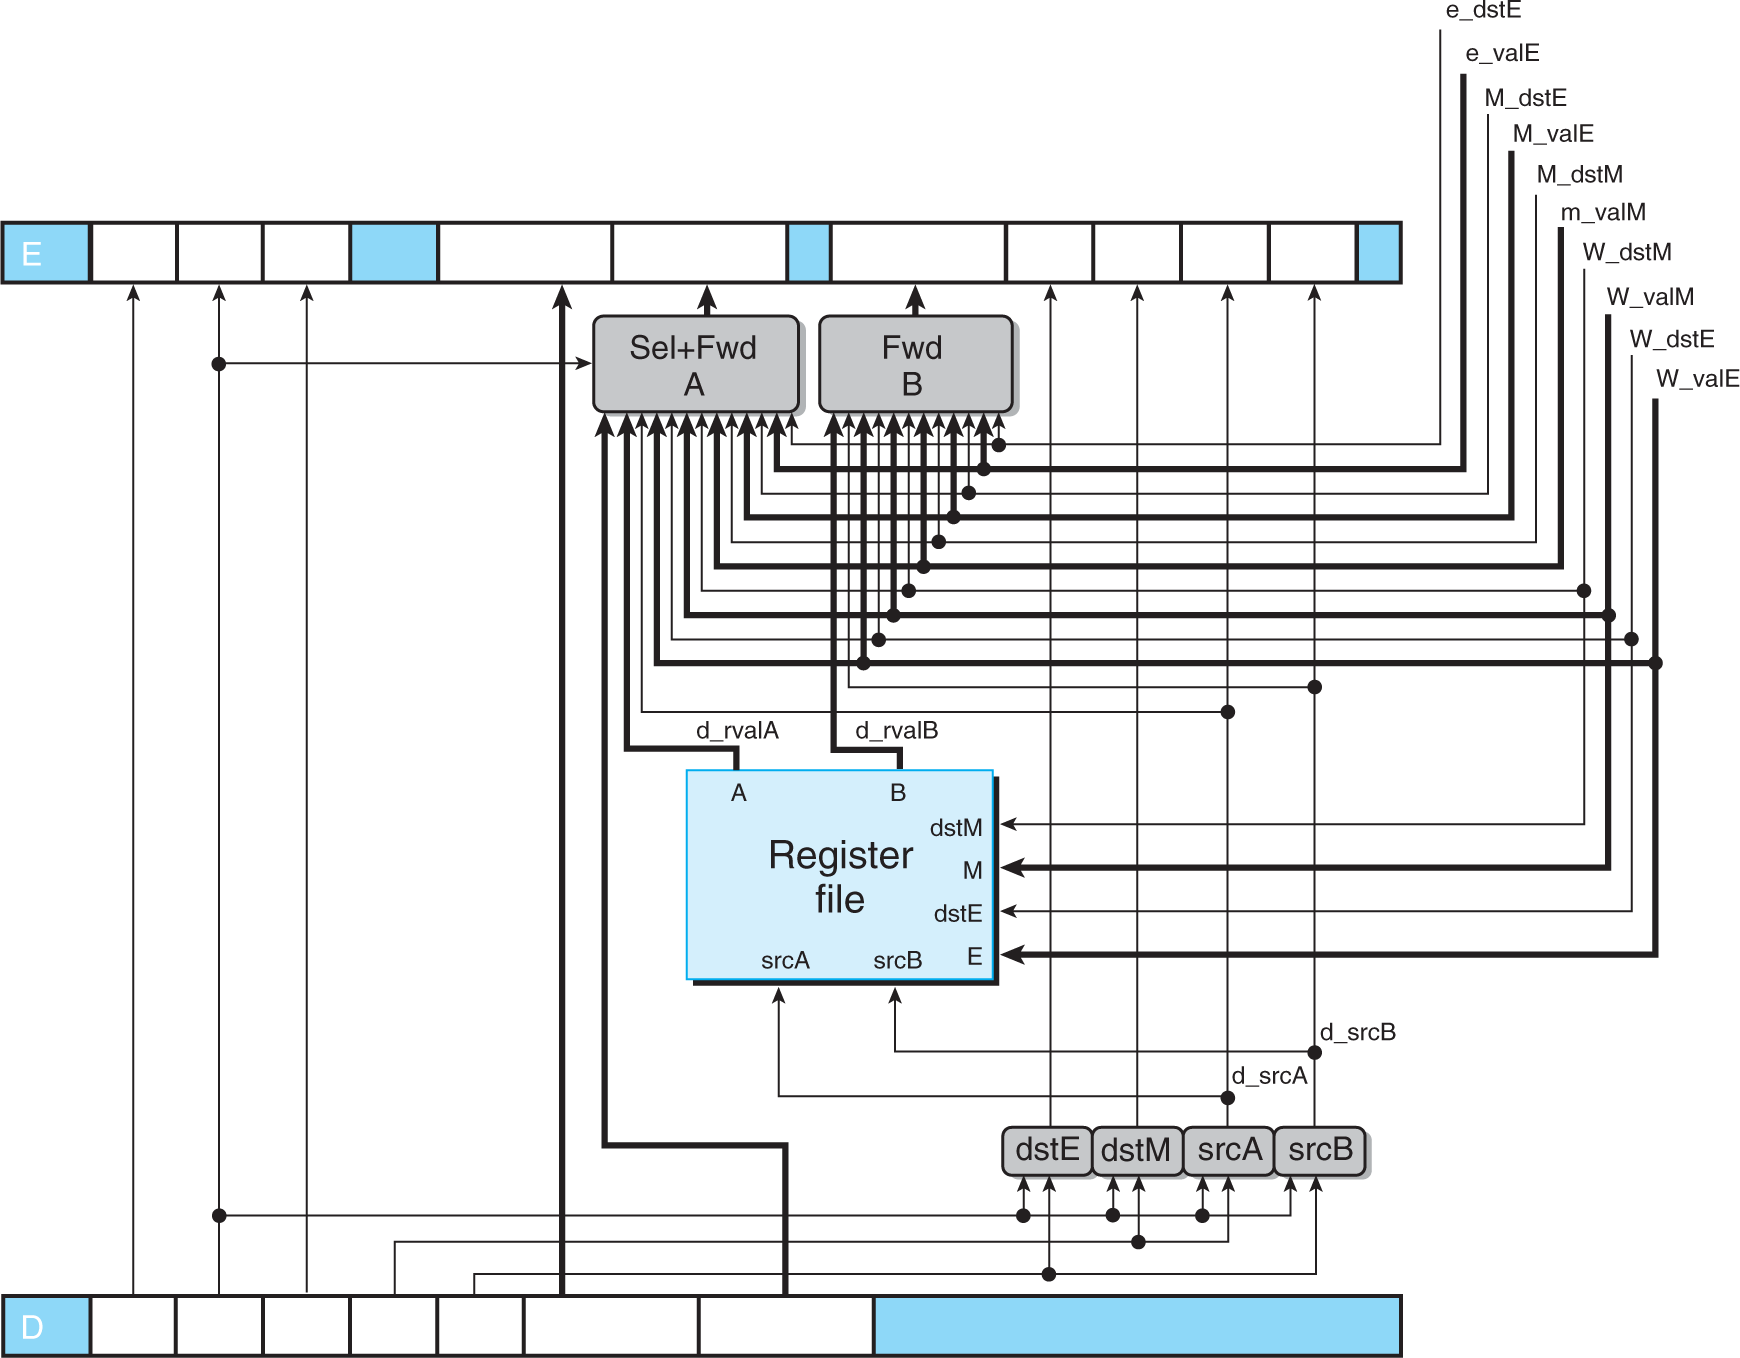 e_dstE
e_valE
M_dstE
M_valE
M_dstM
m_valM
W_dstM
W_valM
W_dstE
W_valE
E
Sel+Fwd
A
Fwd
B
d_rvalA
d_rvalB
A
B
dstM
Register
file
M
dstE
E
srcA
srcB
d_srcB
d_srcA
dstE
dstM
srcA
srcB
D